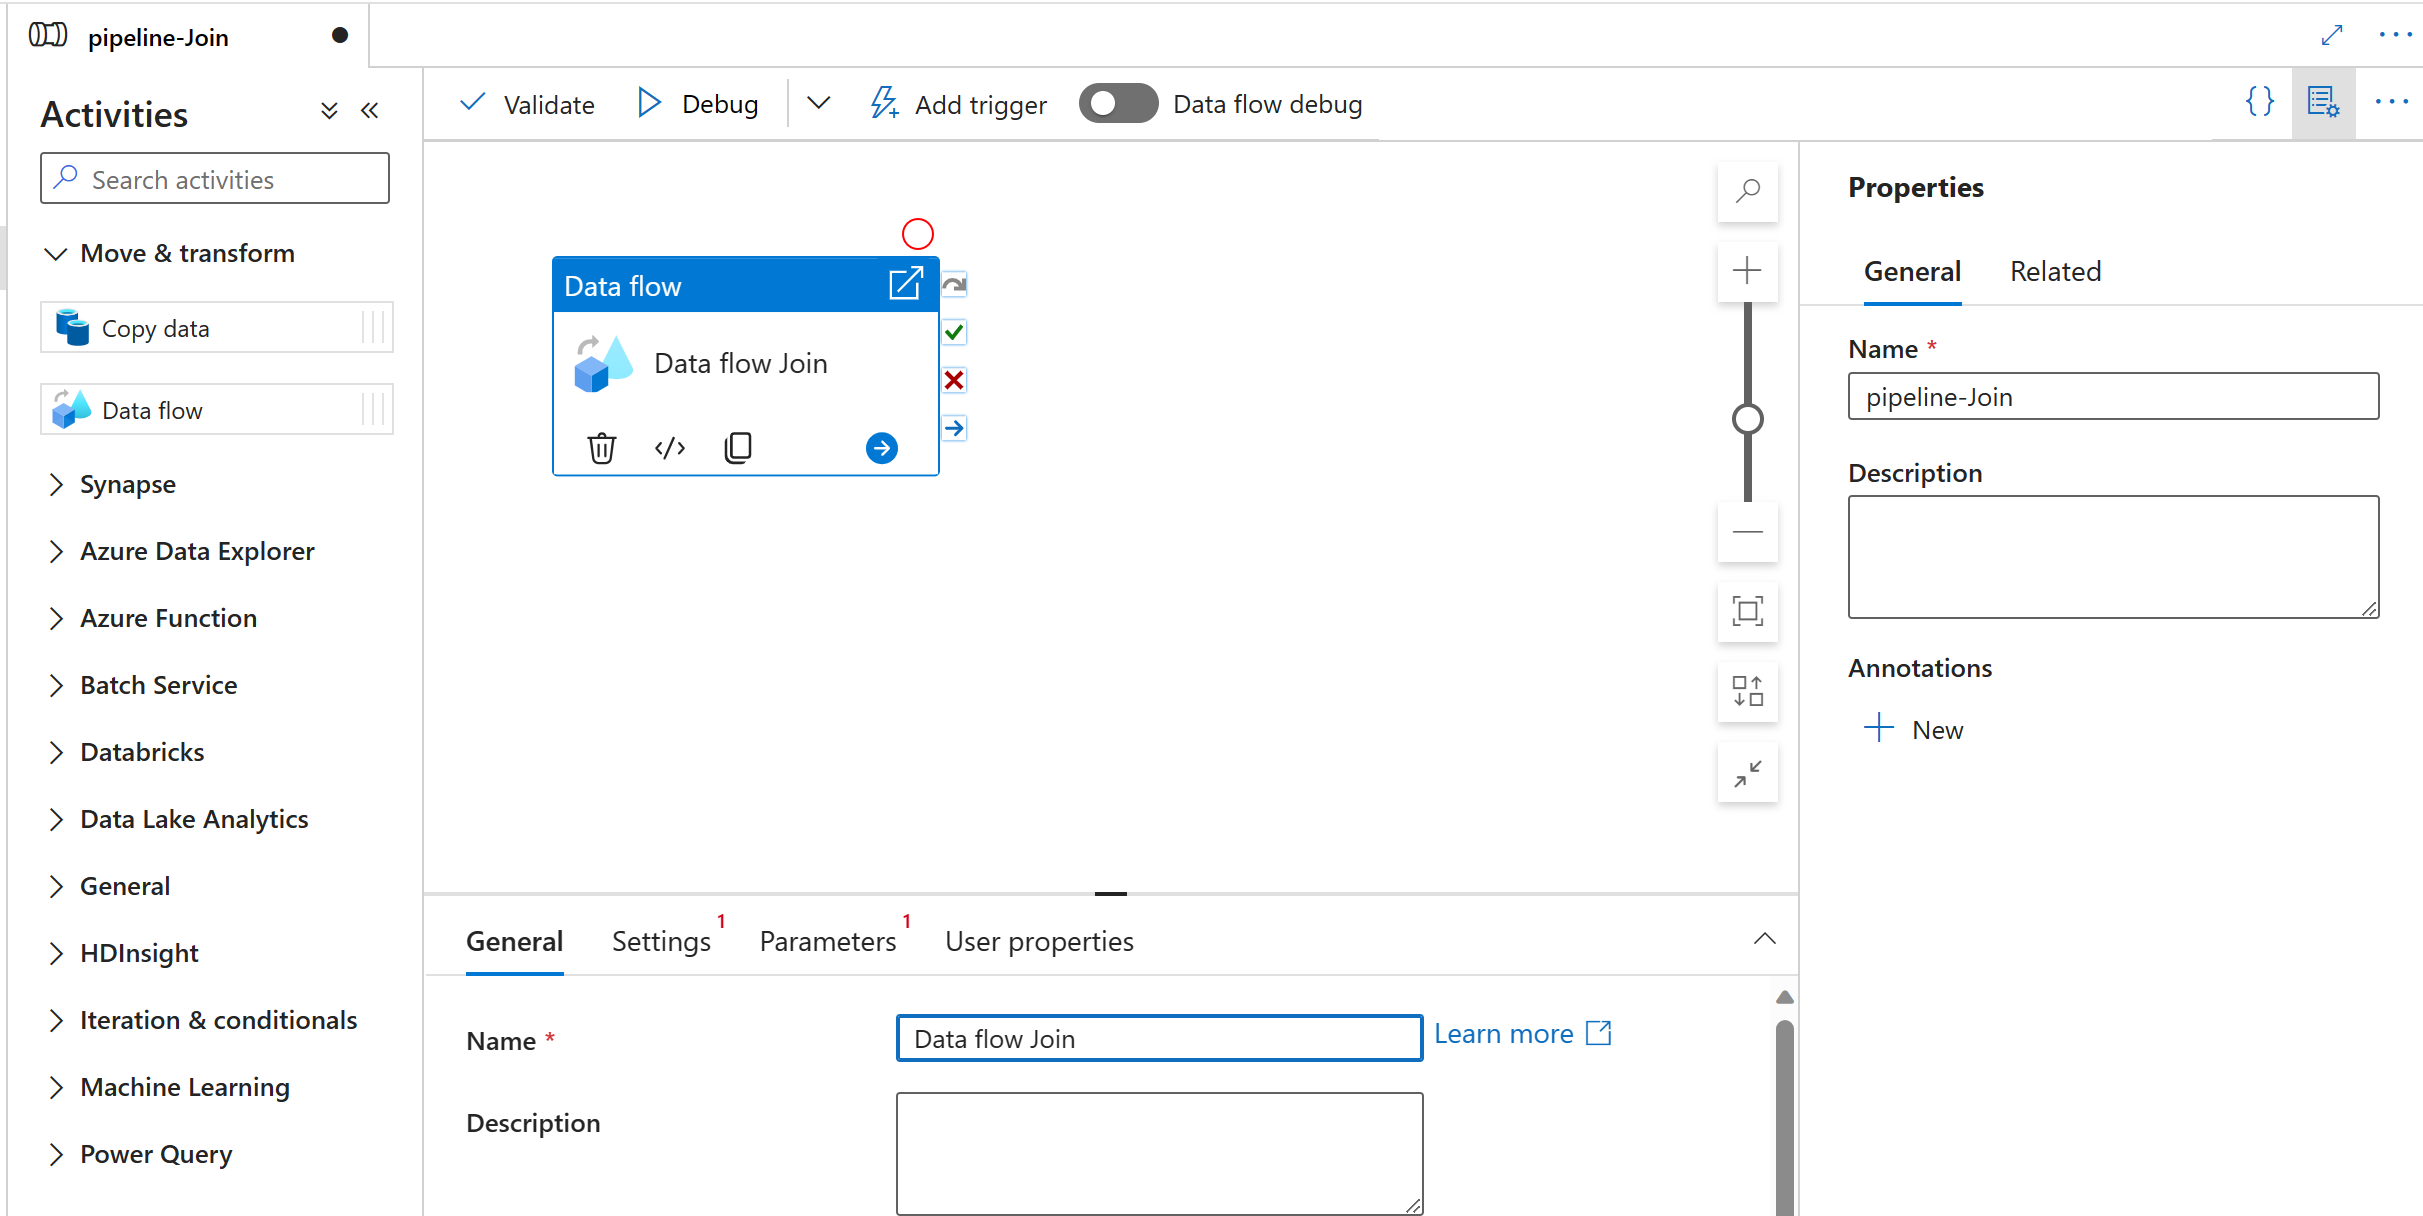 pipeline-Join
Activities
Search activities
Move & transform
Copy data
Data flow
Synapse
Azure Data Explorer
Azure Function
Batch Service
Databricks
Data Lake Analytics
General
HDInsight
Iteration & conditionals
Machine Learning
Power Query
Validate
Debug
Add trigger
Data flow debug
Data flow
Data flow Join
General
Settings 1
Parameters 1
User properties
Name *
Data flow Join
Learn more
Description
Properties
General
Related
Name *
pipeline-Join
Description
Annotations
New